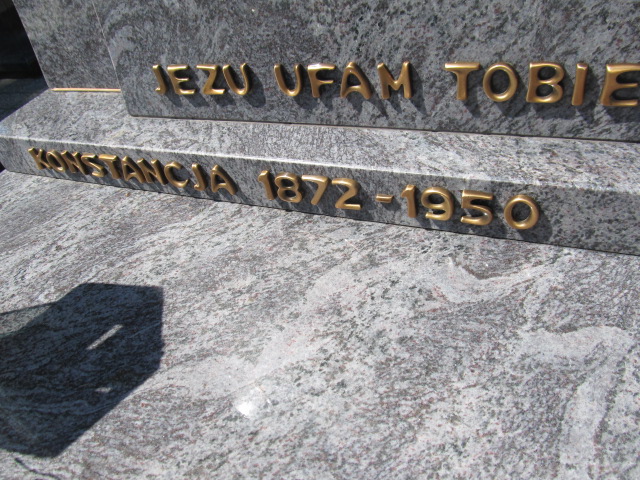 JEZU UFAM TOBIE
KONSTANCJA 1872-1950